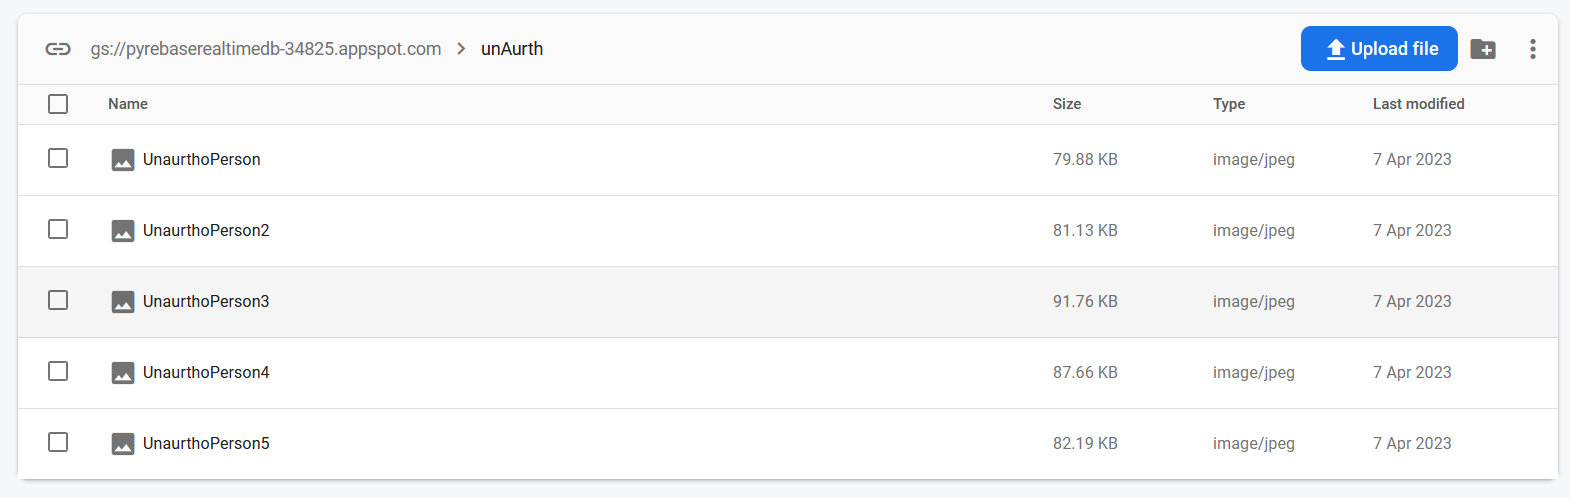 gs://pyrebaserealtimedb-34825.appspot.com > unAurth Upload file
Name Size Type Last modified
UnaurthoPerson 79.88 KB image/jpeg 7 Apr 2023
UnaurthoPerson2 81.13 KB image/jpeg 7 Apr 2023
UnaurthoPerson3 91.76 KB image/jpeg 7 Apr 2023
UnaurthoPerson4 87.66 KB image/jpeg 7 Apr 2023
UnaurthoPerson5 82.19 KB image/jpeg 7 Apr 2023